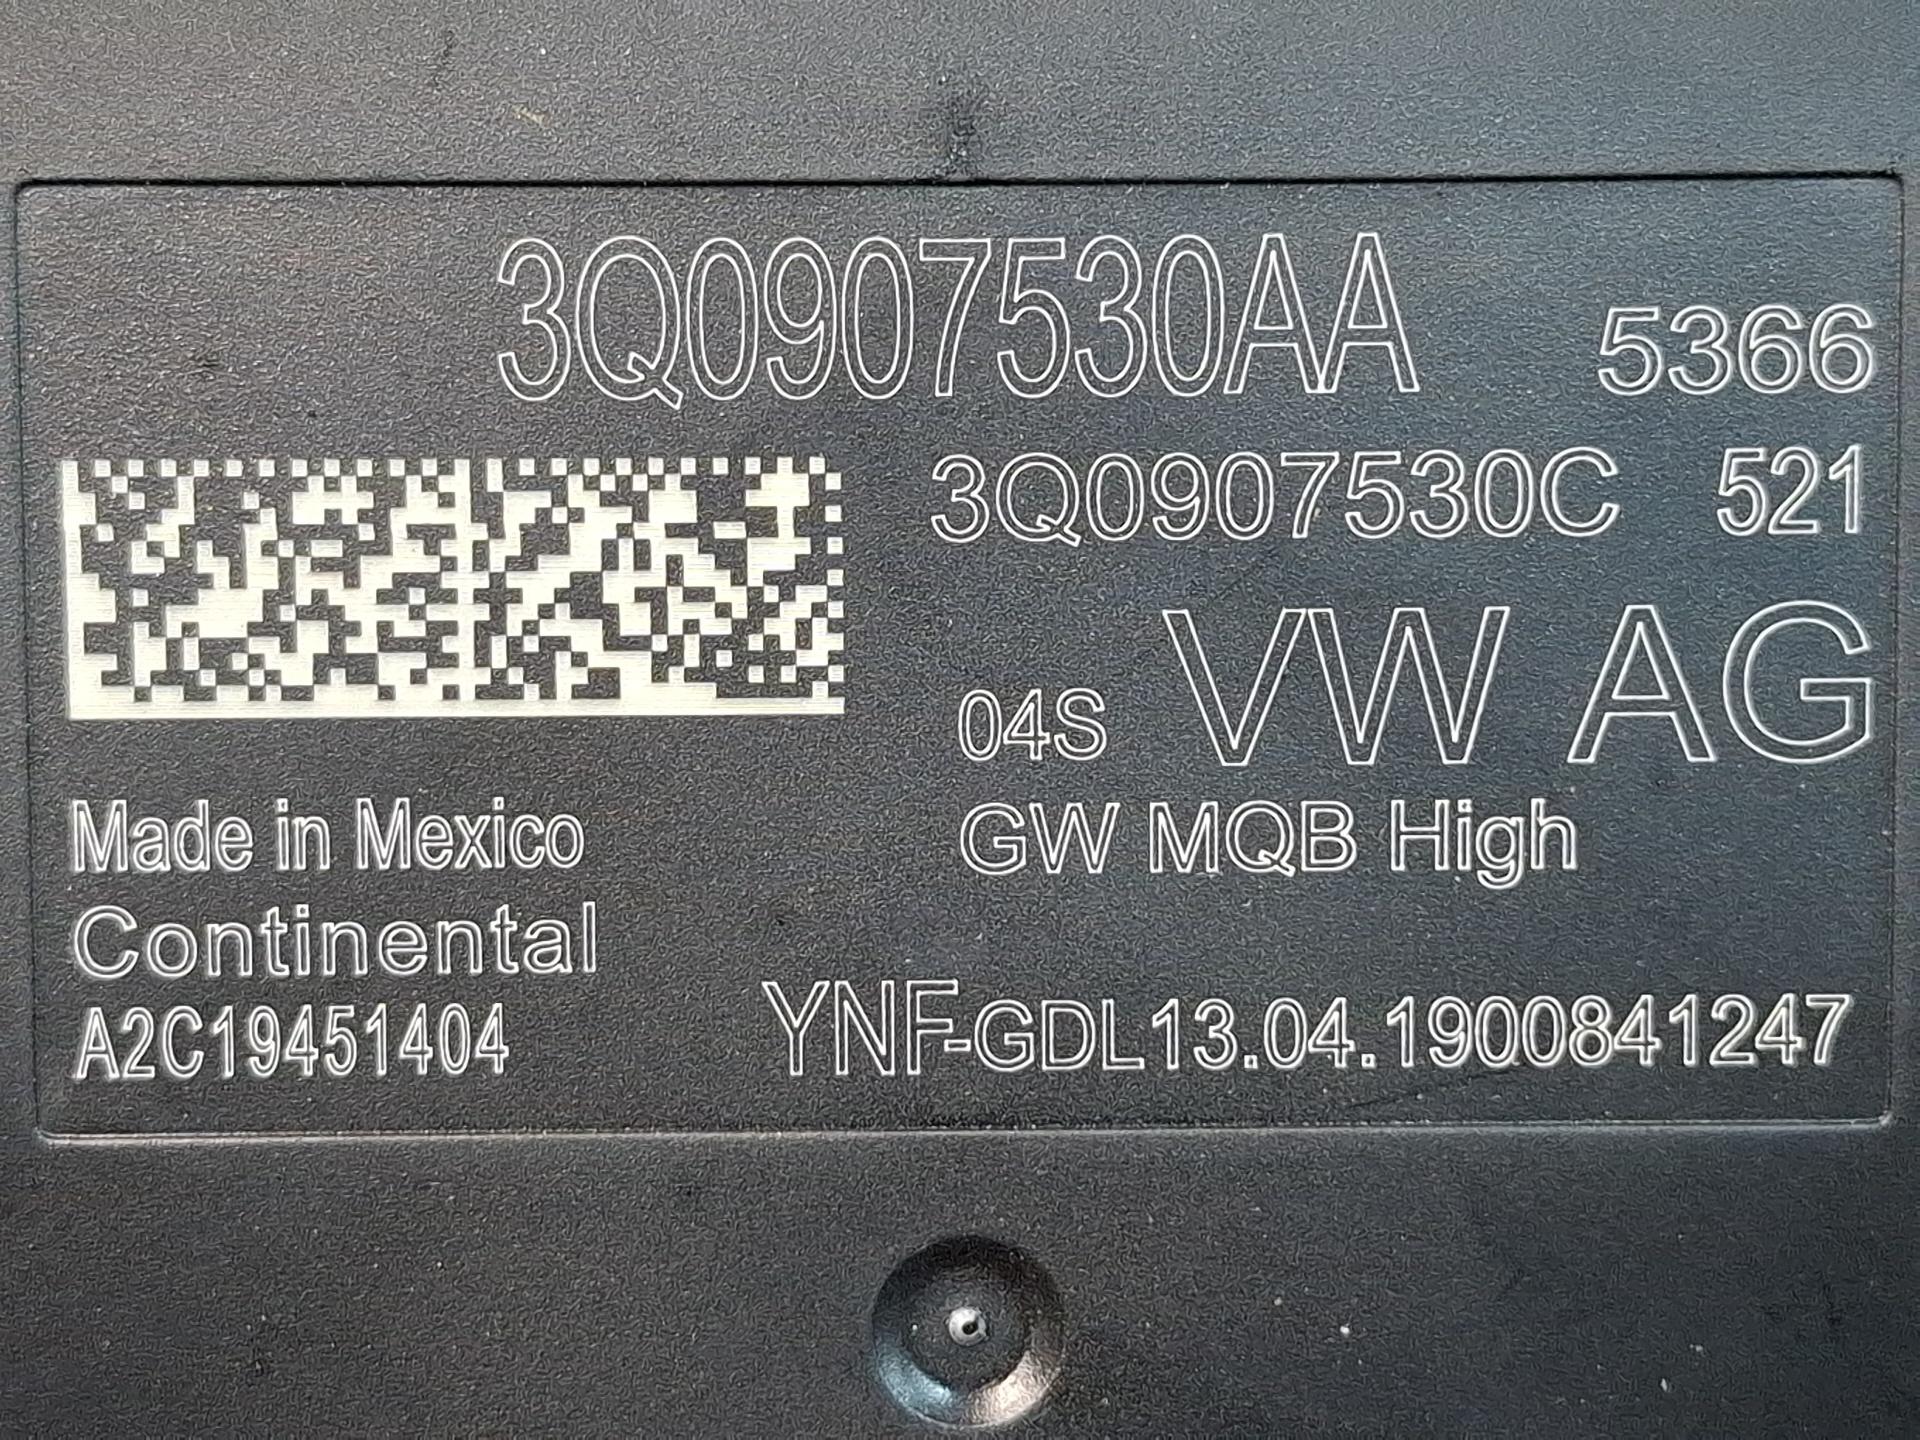 3Q0907530AA 5366
3Q0907530C 521
04S VW AG
GW MQB High
Made in Mexico
Continental
A2C19451404
YNF-GDL13.04.1900841247